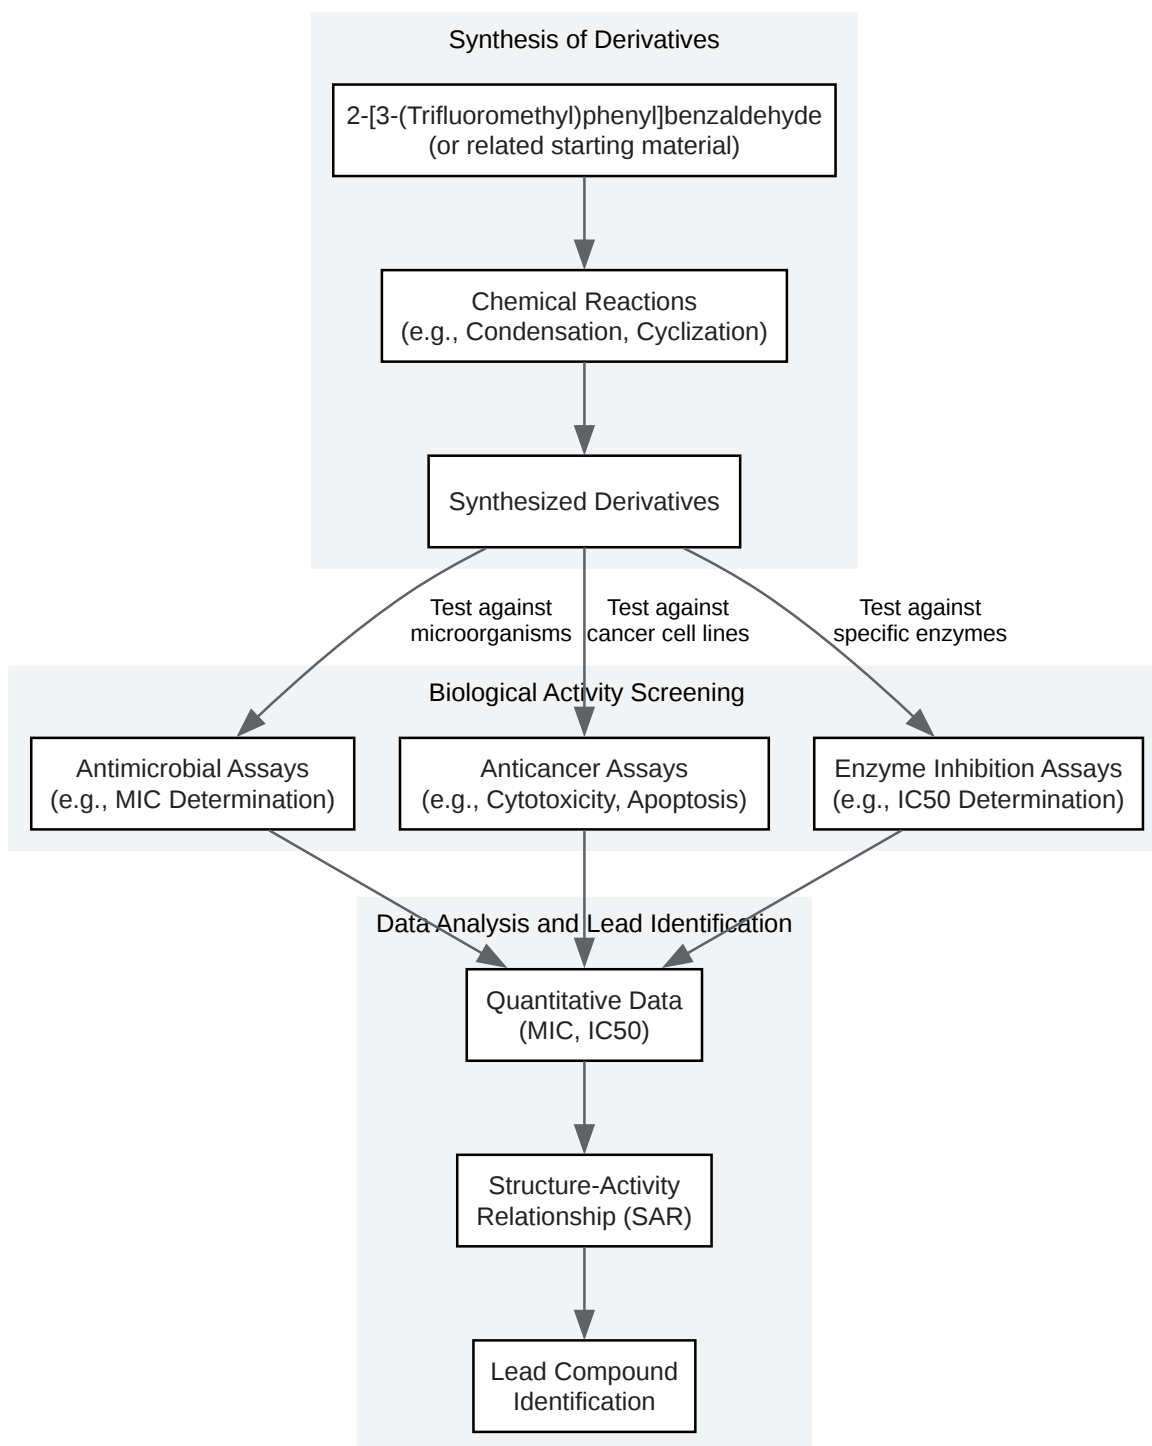 Synthesis of Derivatives
2-[3-(Trifluoromethyl)phenyl]benzaldehyde
(or related starting material)
Chemical Reactions
(e.g., Condensation, Cyclization)
Synthesized Derivatives
Test against
microorganisms
Test against
cancer cell lines
Test against
specific enzymes
Biological Activity Screening
Antimicrobial Assays
(e.g., MIC Determination)
Anticancer Assays
(e.g., Cytotoxicity, Apoptosis)
Enzyme Inhibition Assays
(e.g., IC50 Determination)
Data Analysis and Lead Identification
Quantitative Data
(MIC, IC50)
Structure-Activity
Relationship (SAR)
Lead Compound
Identification